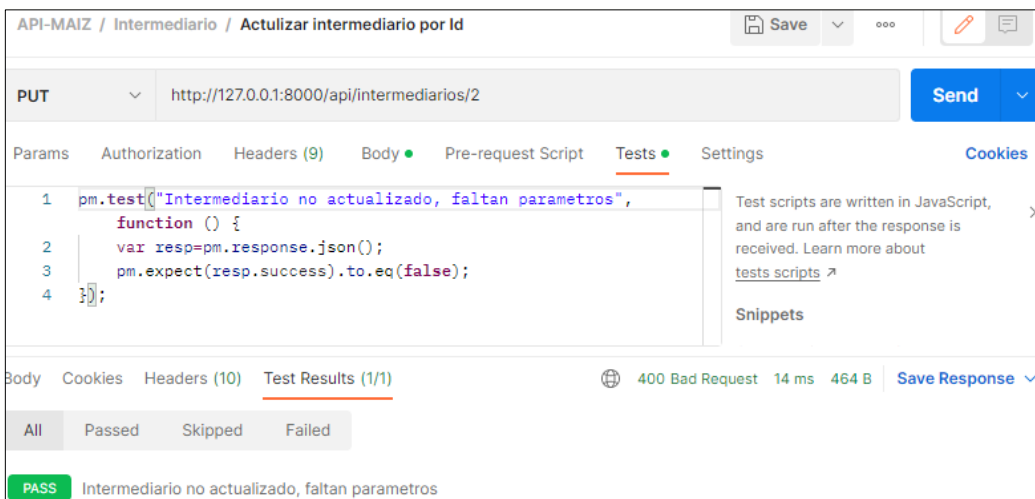 API-MAIZ / Intermediario / Actulizar intermediario por Id
Save
PUT
http://127.0.0.1:8000/api/intermediarios/2
Send
Params Authorization Headers (9) Body Pre-request Script Tests Settings Cookies
1 pm.test("Intermediario no actualizado, faltan parametros",
function () {
2 var resp=pm.response.json();
3 pm.expect(resp.success).to.eq(false);
4 });
Test scripts are written in JavaScript,
and are run after the response is
received. Learn more about
tests scripts ↗
Snippets
Body Cookies Headers (10) Test Results (1/1) 400 Bad Request 14 ms 464 B Save Response
All Passed Skipped Failed
PASS Intermediario no actualizado, faltan parametros